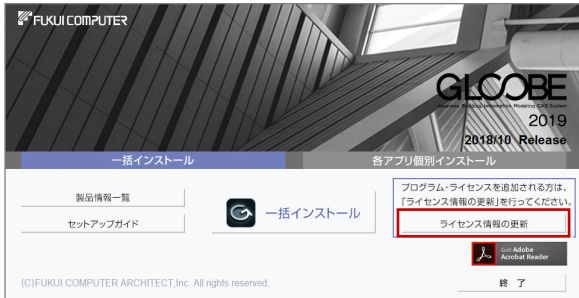 FUKUI COMPUTER
GLOOBE
Japanese Building Information Modeling CAD System
2019
2018/10 Release
一括インストール
各アプリ個別インストール
製品情報一覧
セットアップガイド
一括インストール
プログラム・ライセンスを追加される方は、
「ライセンス情報の更新」を行ってください。
ライセンス情報の更新
Get Adobe
Acrobat Reader
(C)FUKUI COMPUTER ARCHITECT,Inc. All rights reserved.
終 了